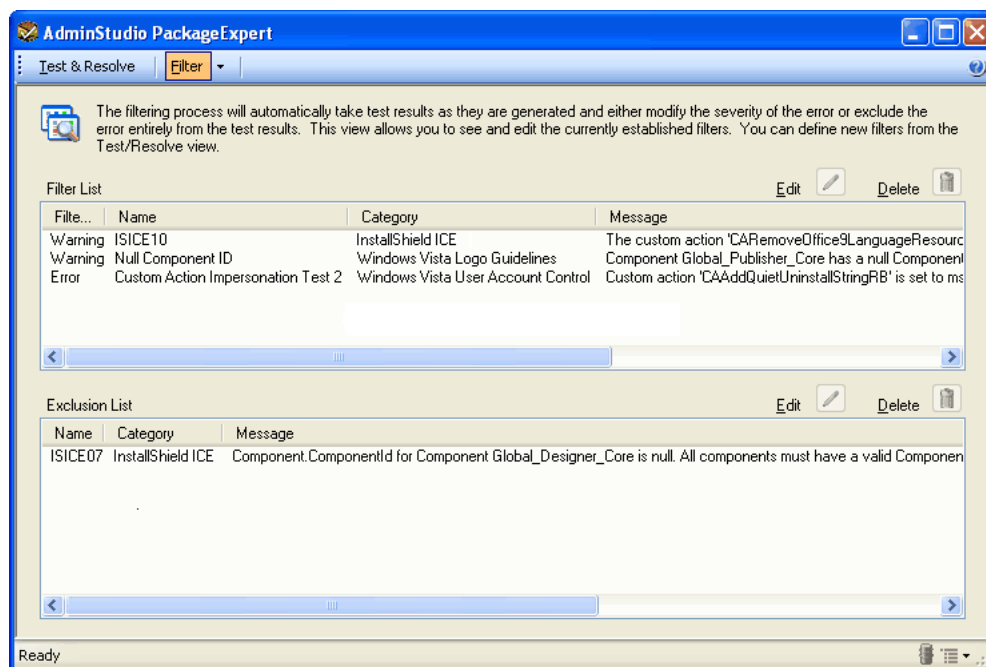 AdminStudio PackageExpert
Test & Resolve Filter
The filtering process will automatically take test results as they are generated and either modify the severity of the error or exclude the
error entirely from the test results. This view allows you to see and edit the currently established filters. You can define new filters from the
Test/Resolve view.
Filter List Edit Delete
Filte... Name Category Message
Warning ISICE10 InstallShield ICE The custom action 'CARemoveOffice9LanguageResourc
Warning Null Component ID Windows Vista Logo Guidelines Component Global_Publisher_Core has a null Component
Error Custom Action Impersonation Test 2 Windows Vista User Account Control Custom action 'CAAddQuietUninstallStringRB' is set to ms
Exclusion List Edit Delete
Name Category Message
ISICE07 InstallShield ICE Component.ComponentId for Component Global_Designer_Core is null. All components must have a valid Componen
Ready